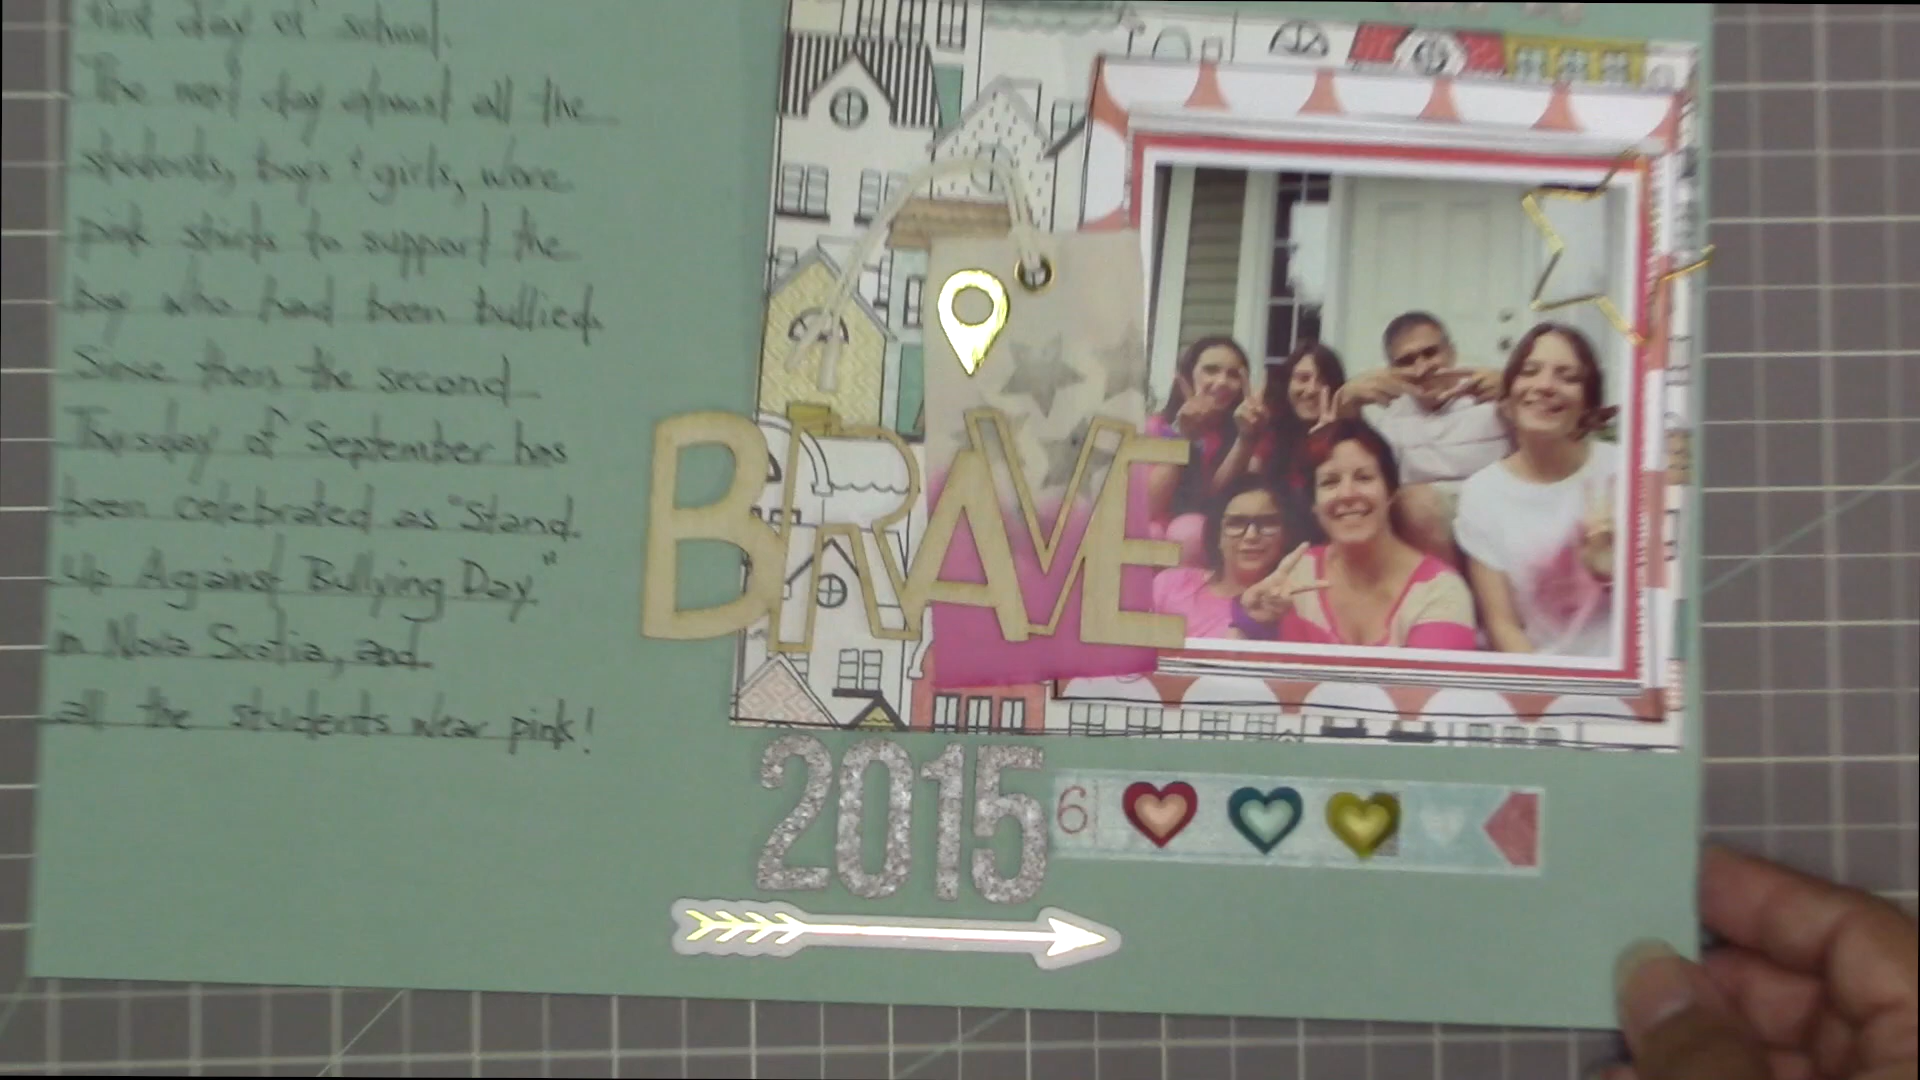 first day of school.
The next day almost all the
students, boys & girls, wore
pink shirts to support the
boy who had been bullied.
Since then the second
Thusday of September has
been celebrated as "Stand
Up Against Bullying Day"
in Nova Scotia, and
all the students wear pink!
BRAVE
2015
6